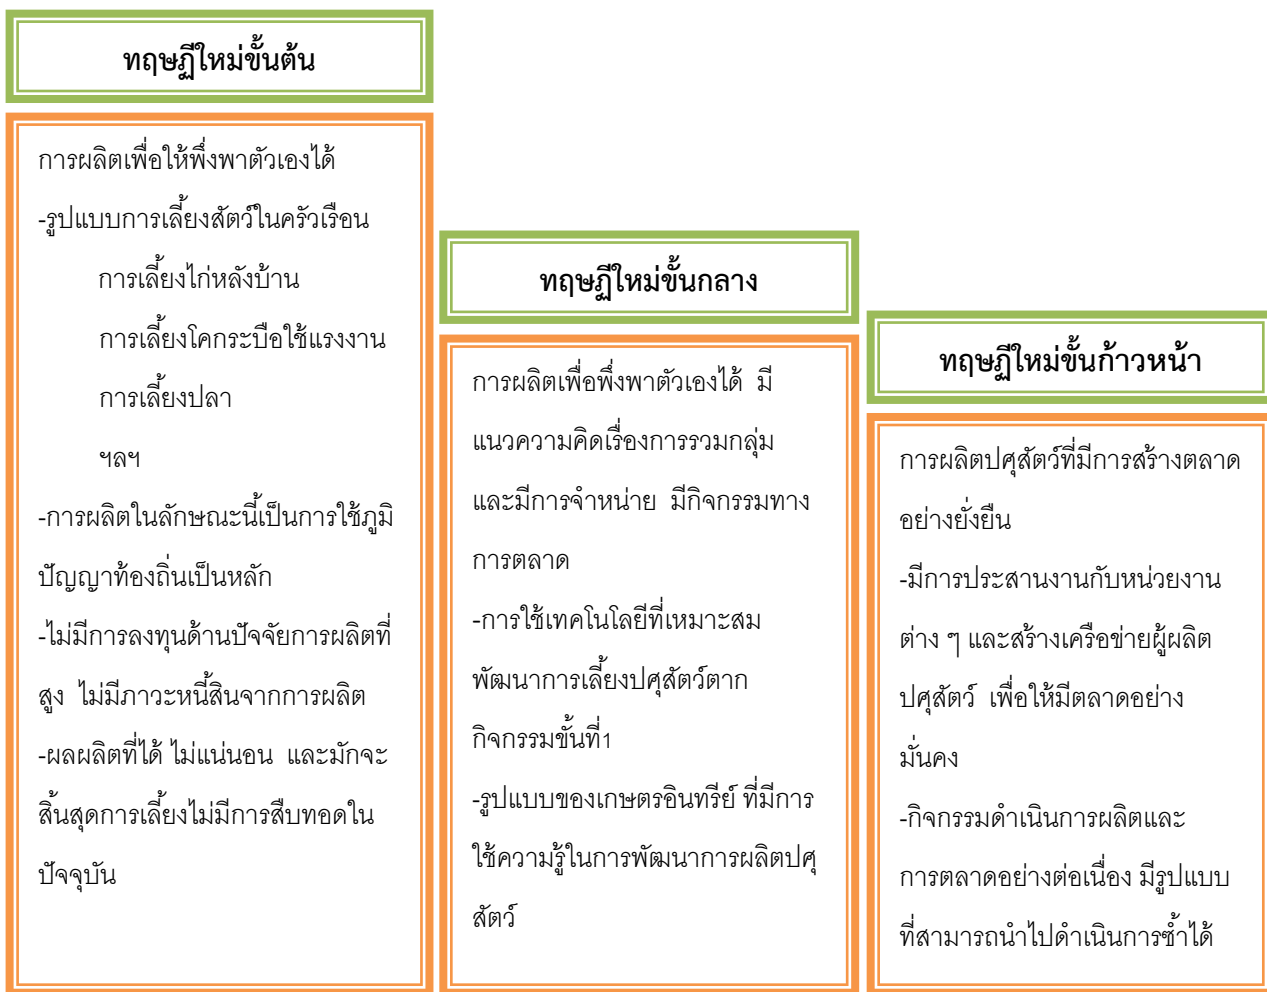 ทฤษฏีใหม่ขั้นต้น
การผลิตเพื่อให้พึ่งพาตัวเองได้
-รูปแบบการเลี้ยงสัตว์ในครัวเรือน
การเลี้ยงไก่หลังบ้าน
การเลี้ยงโคกระบือใช้แรงงาน
การเลี้ยงปลา
ฯลฯ
-การผลิตในลักษณะนี้เป็นการใช้ภูมิ
ปัญญาท้องถิ่นเป็นหลัก
-ไม่มีการลงทุนด้านปัจจัยการผลิตที่
สูง ไม่มีภาวะหนี้สินจากการผลิต
-ผลผลิตที่ได้ ไม่แน่นอน และมักจะ
สิ้นสุดการเลี้ยงไม่มีการสืบทอดใน
ปัจจุบัน
ทฤษฏีใหม่ขั้นกลาง
การผลิตเพื่อพึ่งพาตัวเองได้ มี
แนวความคิดเรื่องการรวมกลุ่ม
และมีการจำหน่าย มีกิจกรรมทาง
การตลาด
-การใช้เทคโนโลยีที่เหมาะสม
พัฒนาการเลี้ยงปศุสัตว์ตาก
กิจกรรมขั้นที่1
-รูปแบบของเกษตรอินทรีย์ ที่มีการ
ใช้ความรู้ในการพัฒนาการผลิตปศุ
สัตว์
ทฤษฏีใหม่ขั้นก้าวหน้า
การผลิตปศุสัตว์ที่มีการสร้างตลาด
อย่างยั่งยืน
-มีการประสานงานกับหน่วยงาน
ต่าง ๆ และสร้างเครือข่ายผู้ผลิต
ปศุสัตว์ เพื่อให้มีตลาดอย่าง
มั่นคง
-กิจกรรมดำเนินการผลิตและ
การตลาดอย่างต่อเนื่อง มีรูปแบบ
ที่สามารถนำไปดำเนินการซ้ำได้